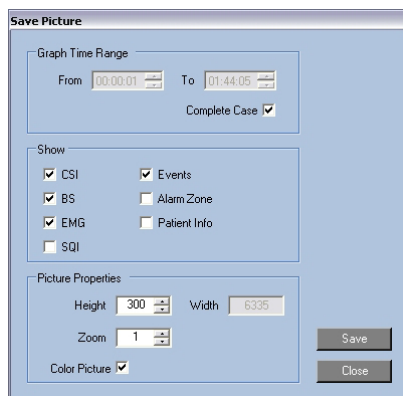 Save Picture
Graph Time Range
From 00:00:01 To 01:44:05
Complete Case
Show
CSI Events
BS Alarm Zone
EMG Patient Info
SQI
Picture Properties
Height 300 Width 6335
Zoom 1 Save
Color Picture Close